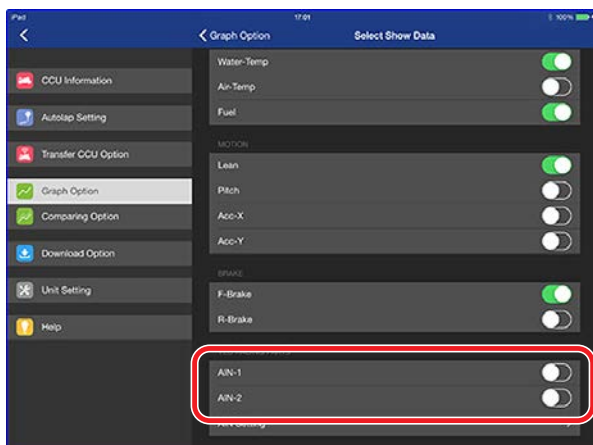 iPad
17:01
100%
Graph Option
Select Show Data
Water-Temp
CCU Information
Air-Temp
Autolap Setting
Fuel
MOTION
Transfer CCU Option
Lean
Graph Option
Pitch
Comparing Option
Acc-X
Acc-Y
Download Option
BRAKE
Unit Setting
F-Brake
R-Brake
Help
AIN-1
AIN-2
AIN Setting